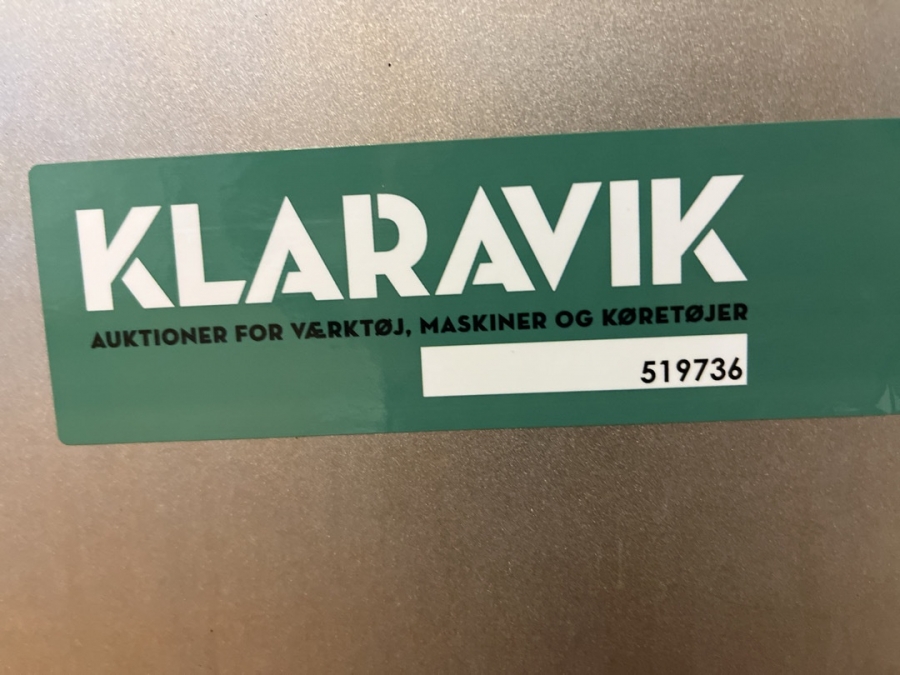 KLARAVIK
AUKTIONER FOR VÆRKTØJ, MASKINER OG KØRETØJER
519736